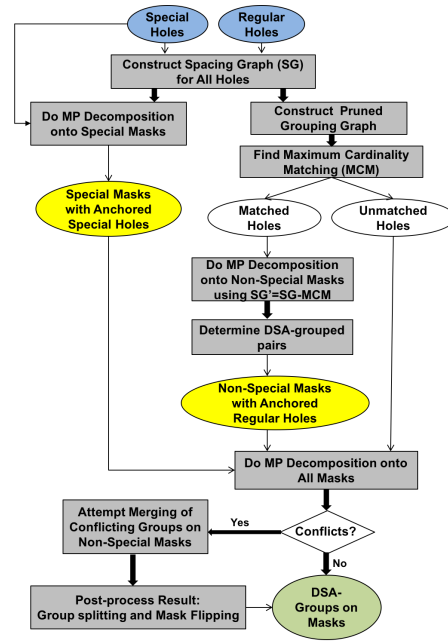 Special
Holes
Regular
Holes
Construct Spacing Graph (SG)
for All Holes
Do MP Decomposition
onto Special Masks
Construct Pruned
Grouping Graph
Find Maximum Cardinality
Matching (MCM)
Special Masks
with Anchored
Special Holes
Matched
Holes
Unmatched
Holes
Do MP Decomposition
onto Non-Special Masks
using SG'=SG-MCM
Determine DSA-grouped
pairs
Non-Special Masks
with Anchored
Regular Holes
Do MP Decomposition onto
All Masks
Attempt Merging of
Conflicting Groups on
Non-Special Masks
Yes
Conflicts?
No
Post-process Result:
Group splitting and Mask Flipping
DSA-
Groups on
Masks